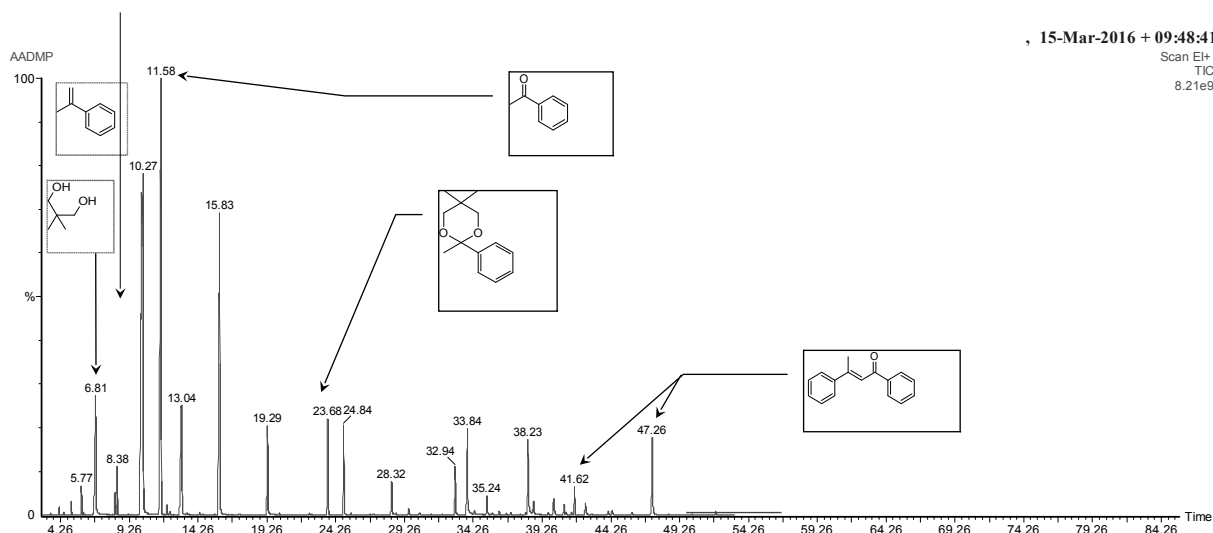 , 15-Mar-2016 + 09:48:41
AADMP
Scan EI+
TIC
8.21e9
100
11.58
O
10.27
OH
OH
15.83
O
O
%
O
6.81
13.04
19.29
23.68
24.84
33.84
38.23
47.26
8.38
32.94
5.77
28.32
35.24
41.62
0
4.26 9.26 14.26 19.26 24.26 29.26 34.26 39.26 44.26 49.26 54.26 59.26 64.26 69.26 74.26 79.26 84.26 Time